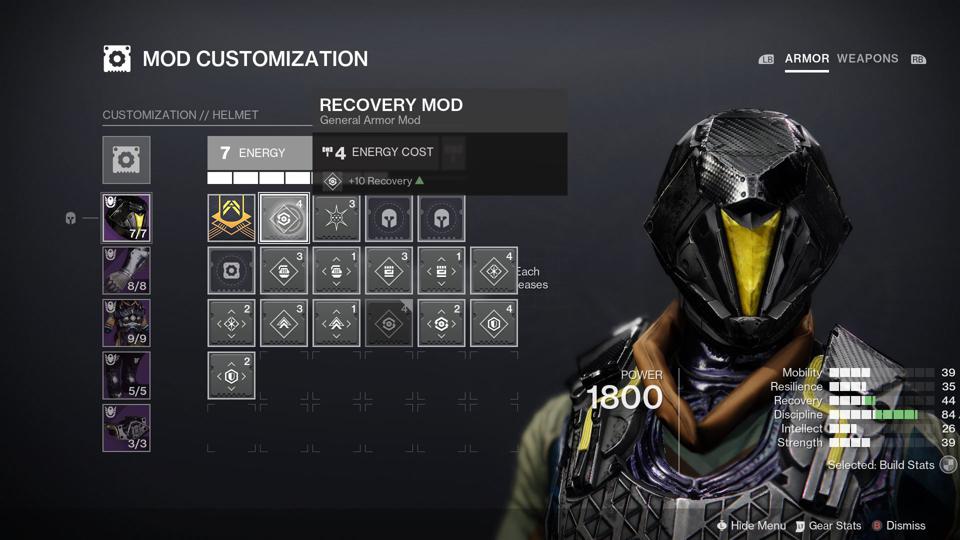 MOD CUSTOMIZATION
LB ARMOR WEAPONS RB
CUSTOMIZATION // HELMET
RECOVERY MOD
General Armor Mod
7 ENERGY
4 ENERGY COST
+10 Recovery
4 3
7/7
3 1 3 1 4
Each
eases
8/8
2 3 1 4 2 4
9/9
2
5/5
3/3
POWER
1800
Mobility 39
Resilience 35
Recovery 44
Discipline 84
Intellect 26
Strength 39
Selected: Build Stats
Hide Menu Gear Stats B Dismiss